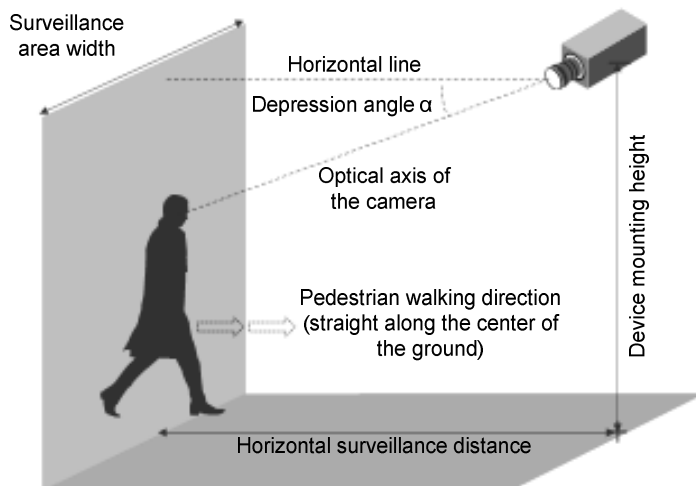 Surveillance
area width
Horizontal line
Depression angle α
Optical axis of
the camera
Device mounting height
Pedestrian walking direction
(straight along the center of
the ground)
Horizontal surveillance distance